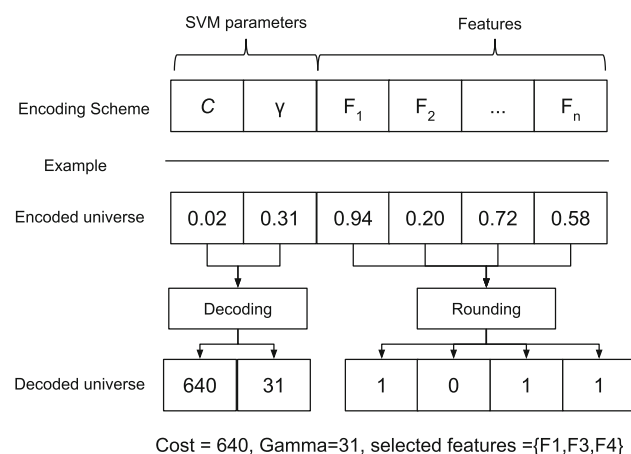 SVM parameters Features
Encoding Scheme C γ F1 F2 ... Fn
Example
Encoded universe 0.02 0.31 0.94 0.20 0.72 0.58
Decoding Rounding
Decoded universe 640 31 1 0 1 1
Cost = 640, Gamma=31, selected features ={F1,F3,F4}